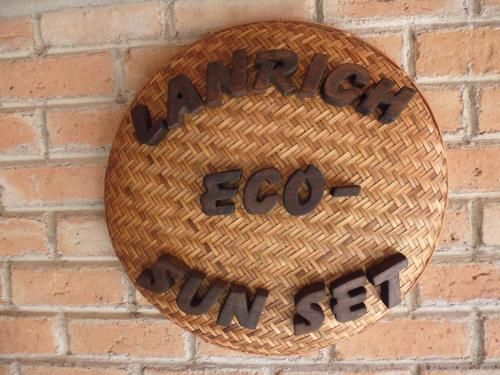 LANRICH
ECO-
SUN SET